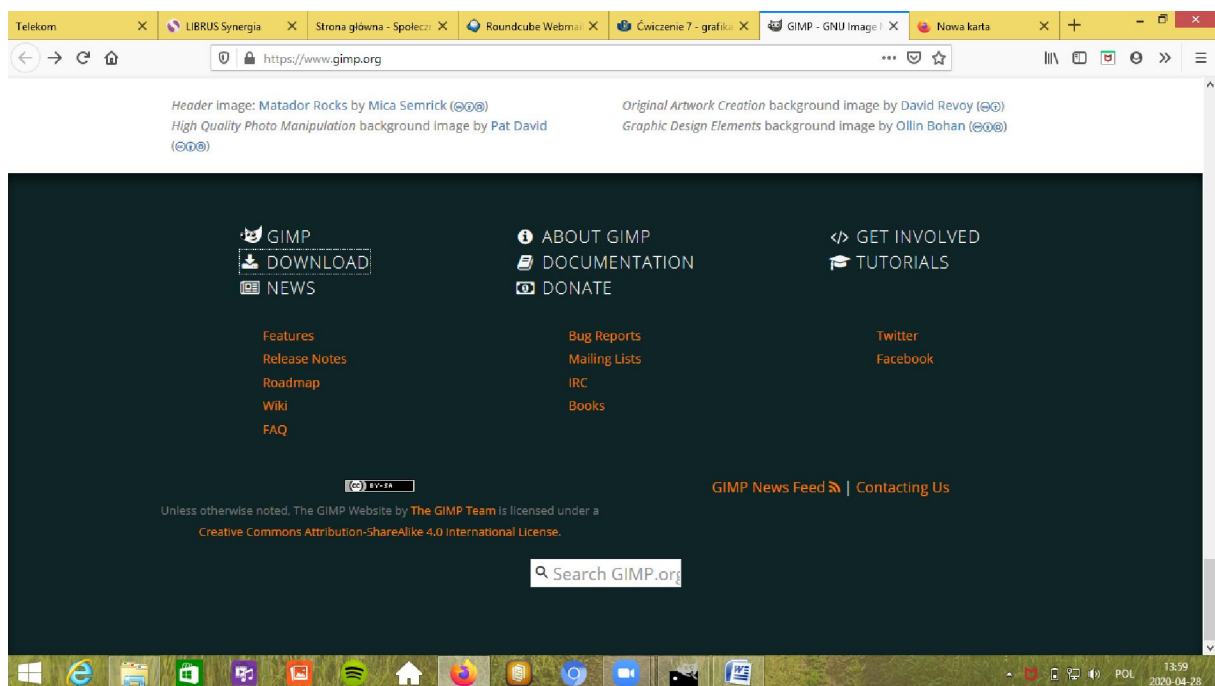 Telekom
LIBRUS Synergia
Strona główna - Społecz
Roundcube Webmai
Ćwiczenie 7 - grafika
GIMP - GNU Image
Nowa karta
https://www.gimp.org
Header image: Matador Rocks by Mica Semrick
High Quality Photo Manipulation background image by Pat David
Original Artwork Creation background image by David Revoy
Graphic Design Elements background image by Ollin Bohan
GIMP
DOWNLOAD
NEWS
ABOUT GIMP
DOCUMENTATION
DONATE
GET INVOLVED
TUTORIALS
Features
Release Notes
Roadmap
Wiki
FAQ
Bug Reports
Mailing Lists
IRC
Books
Twitter
Facebook
(cc) BY-SA
GIMP News Feed | Contacting Us
Unless otherwise noted, The GIMP Website by The GIMP Team is licensed under a
Creative Commons Attribution-ShareAlike 4.0 International License.
Search GIMP.org
POL
13:59
2020-04-28